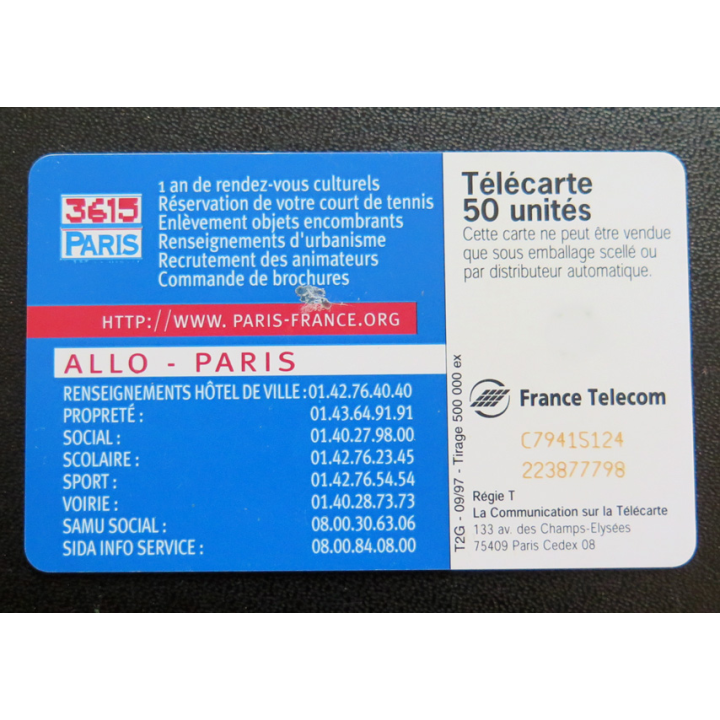 3615
PARIS
1 an de rendez-vous culturels
Réservation de votre court de tennis
Enlèvement objets encombrants
Renseignements d'urbanisme
Recrutement des animateurs
Commande de brochures
HTTP://WWW. PARIS-FRANCE.ORG
ALLO - PARIS
RENSEIGNEMENTS HÔTEL DE VILLE :01.42.76.40.40
PROPRETÉ : 01.43.64.91.91
SOCIAL : 01.40.27.98.00
SCOLAIRE : 01.42.76.23.45
SPORT : 01.42.76.54.54
VOIRIE : 01.40.28.73.73
SAMU SOCIAL : 08.00.30.63.06
SIDA INFO SERVICE : 08.00.84.08.00
T2G - 09/97 - Tirage 500 000 ex
Télécarte
50 unités
Cette carte ne peut être vendue
que sous emballage scellé ou
par distributeur automatique.
France Telecom
C7941S124
223877798
Régie T
La Communication sur la Télécarte
133 av. des Champs-Elysées
75409 Paris Cedex 08